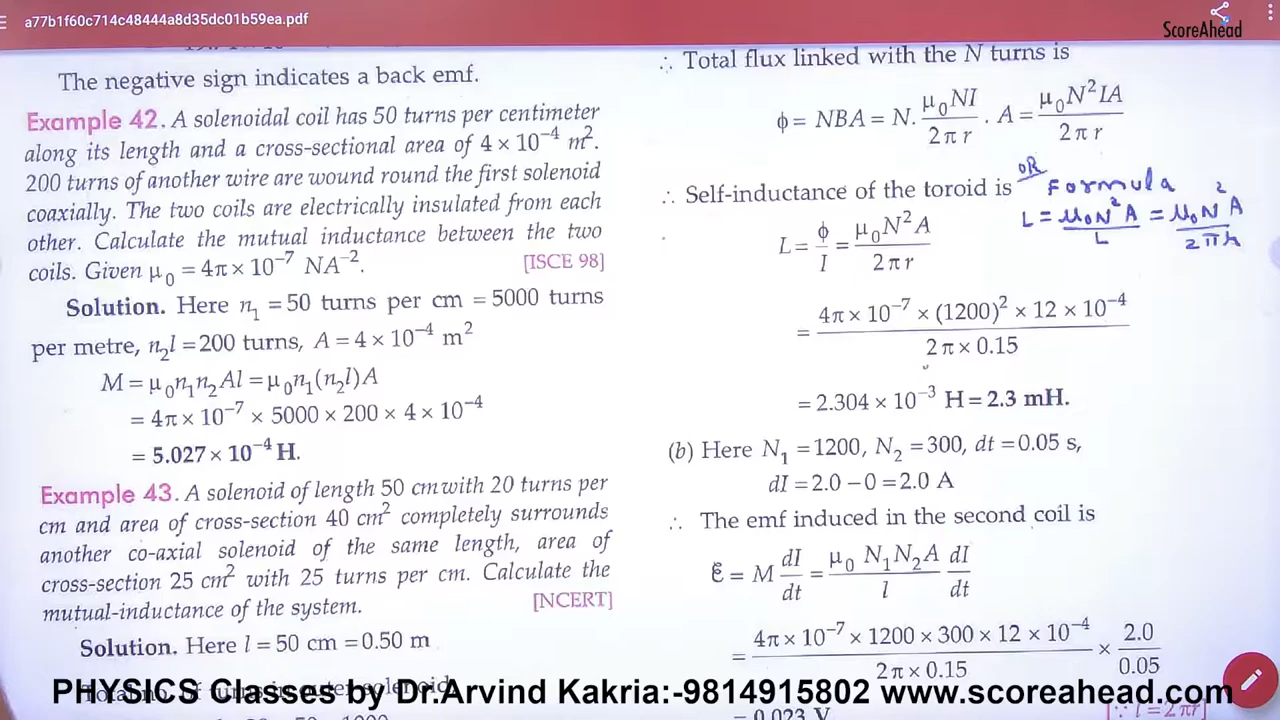 a77b1f60c714c48444a8d35dc01b59ea.pdf
ScoreAhead
The negative sign indicates a back emf.
Example 42. A solenoidal coil has 50 turns per centimeter
along its length and a cross-sectional area of 4 × 10⁻⁴ m².
200 turns of another wire are wound round the first solenoid
coaxially. The two coils are electrically insulated from each
other. Calculate the mutual inductance between the two
coils. Given μ₀ = 4π × 10⁻⁷ NA⁻². [ISCE 98]
Solution. Here n₁ = 50 turns per cm = 5000 turns
per metre, n₂l = 200 turns, A = 4 × 10⁻⁴ m²
M = μ₀n₁n₂Al = μ₀n₁(n₂l)A
= 4π × 10⁻⁷ × 5000 × 200 × 4 × 10⁻⁴
= 5.027 × 10⁻⁴ H.
Example 43. A solenoid of length 50 cm with 20 turns per
cm and area of cross-section 40 cm² completely surrounds
another co-axial solenoid of the same length, area of
cross-section 25 cm² with 25 turns per cm. Calculate the
mutual-inductance of the system. [NCERT]
Solution. Here l = 50 cm = 0.50 m
Total no. of turns in outer solenoid,
∴ Total flux linked with the N turns is
ϕ = NBA = N. μ₀NI / 2πr . A = μ₀N²IA / 2πr
∴ Self-inductance of the toroid is
OR
Formula
L = μ₀N²A / L = μ₀N²A / 2πr
L = ϕ / I = μ₀N²A / 2πr
= 4π × 10⁻⁷ × (1200)² × 12 × 10⁻⁴ / 2π × 0.15
= 2.304 × 10⁻³ H = 2.3 mH.
(b) Here N₁ = 1200, N₂ = 300, dt = 0.05 s,
dI = 2.0 − 0 = 2.0 A
∴ The emf induced in the second coil is
ℰ = M dI / dt = μ₀ N₁N₂A / l dI / dt
= 4π × 10⁻⁷ × 1200 × 300 × 12 × 10⁻⁴ / 2π × 0.15 × 2.0 / 0.05
= 0.023 V
[∵ l = 2πr]
PHYSICS Classes by Dr.Arvind Kakria:-9814915802 www.scoreahead.com